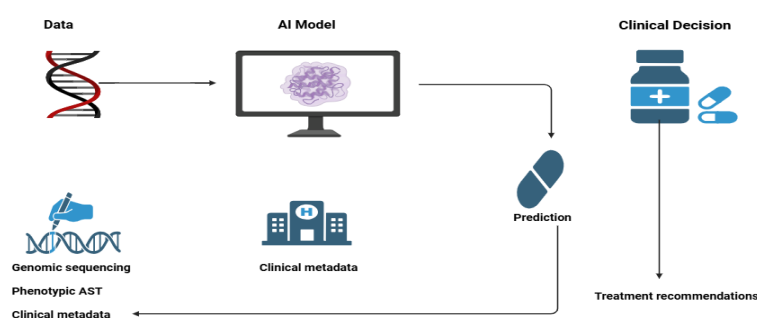 Data
AI Model
Clinical Decision
H
Prediction
Genomic sequencing
Clinical metadata
Phenotypic AST
Treatment recommendations
Clinical metadata